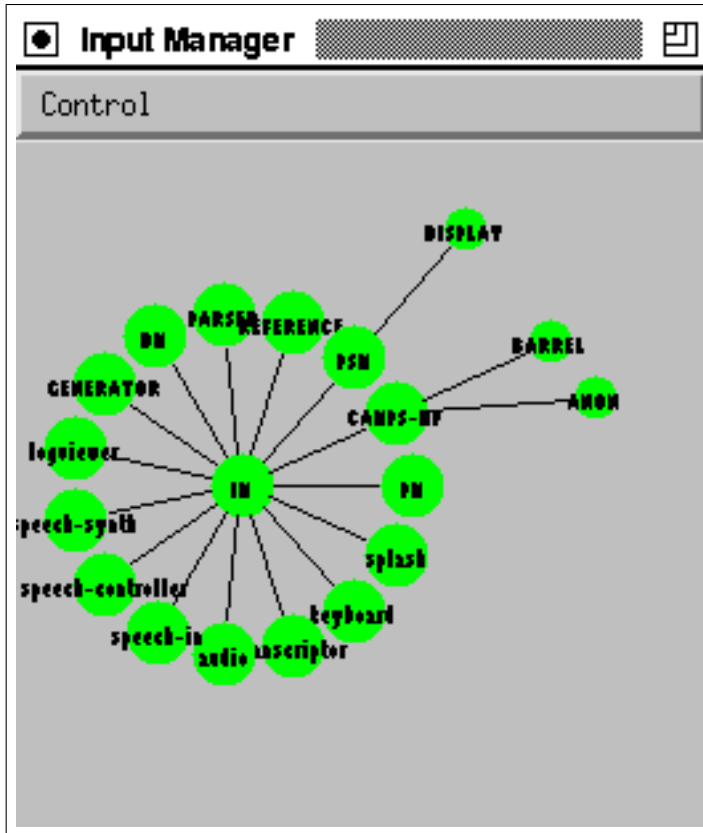 Input Manager
Control
DISPLAY
PARSER
REFERENCE
DM
PSM
BARREL
GENERATOR
ANON
CAMPS-HF
logviewer
IM
PM
speech-synth
splash
speech-controller
keyboard
speech-in
audio